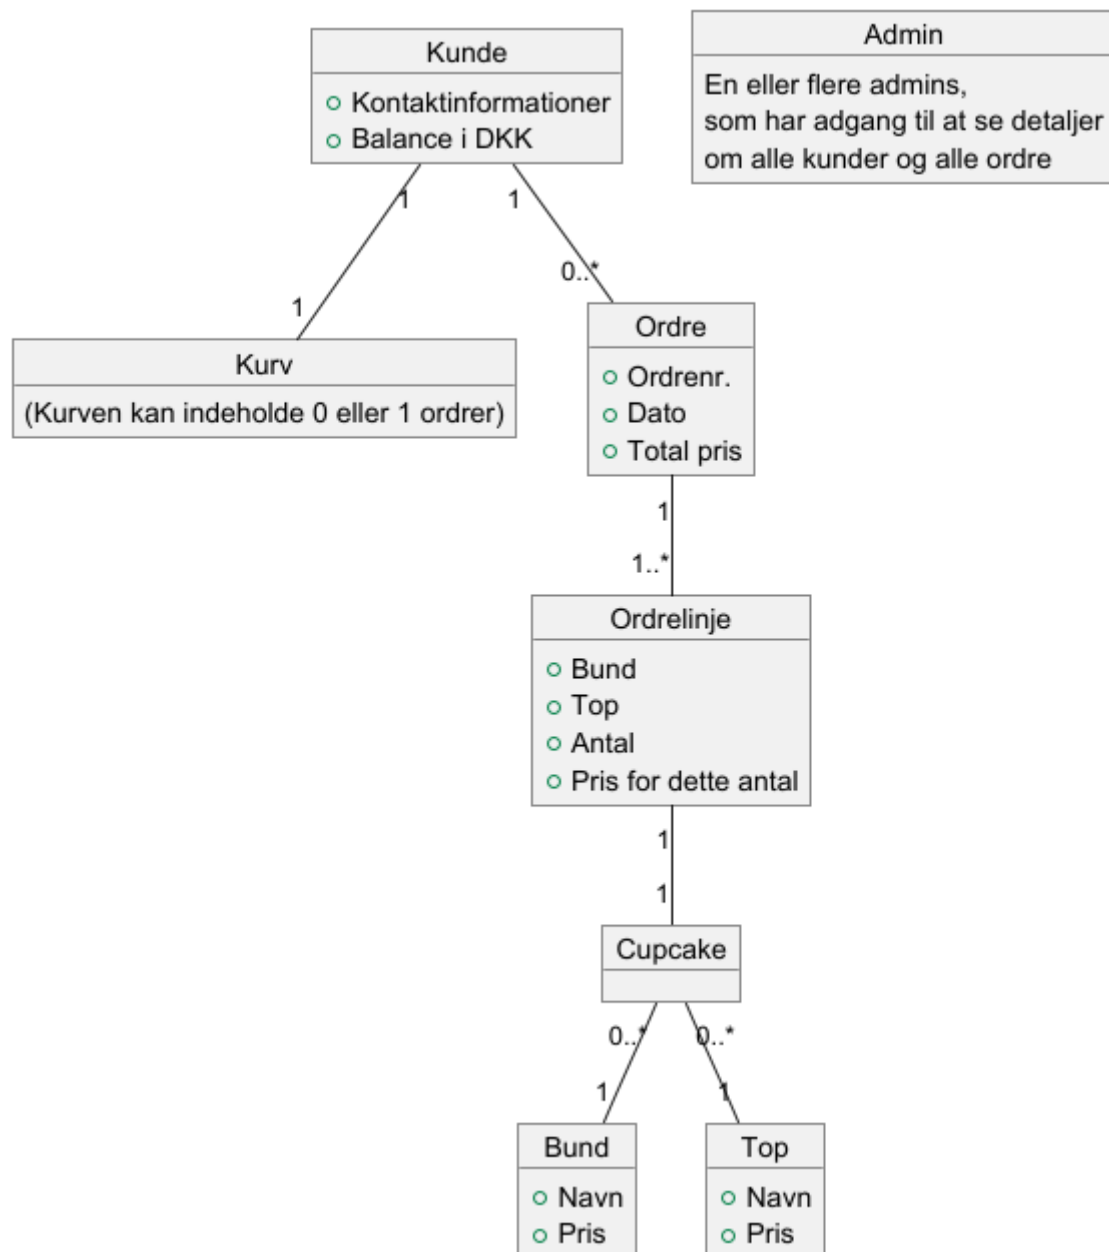 Kunde
Kontaktinformationer
Balance i DKK
Admin
En eller flere admins,
som har adgang til at se detaljer
om alle kunder og alle ordre
1
1
1
0..*
Kurv
(Kurven kan indeholde 0 eller 1 ordrer)
Ordre
Ordrenr.
Dato
Total pris
1
1..*
Ordrelinje
Bund
Top
Antal
Pris for dette antal
1
1
Cupcake
0..*
0..*
1
1
Bund
Navn
Pris
Top
Navn
Pris